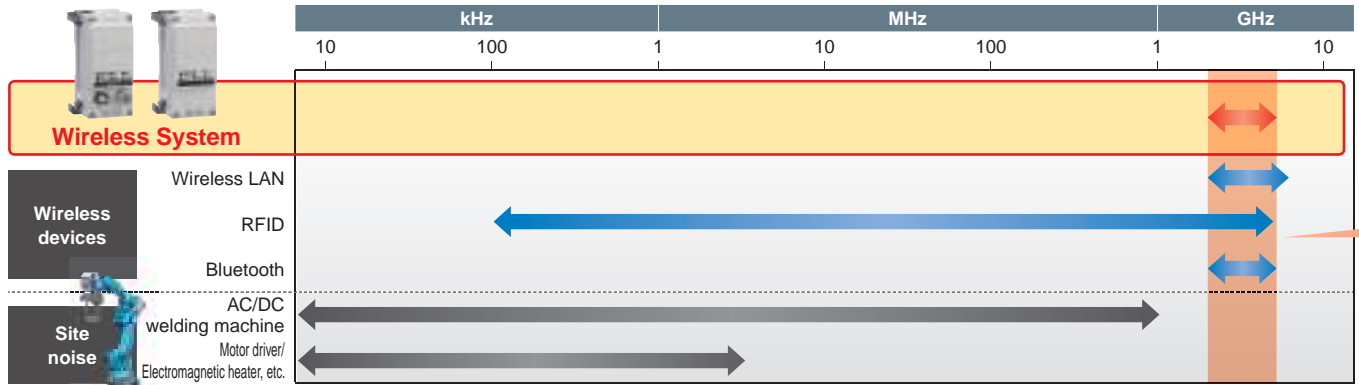 kHz MHz GHz
10 100 1 10 100 1 10
Wireless System
Wireless LAN
Wireless
devices
RFID
Bluetooth
AC/DC
welding machine
Site
noise
Motor driver/
Electromagnetic heater, etc.